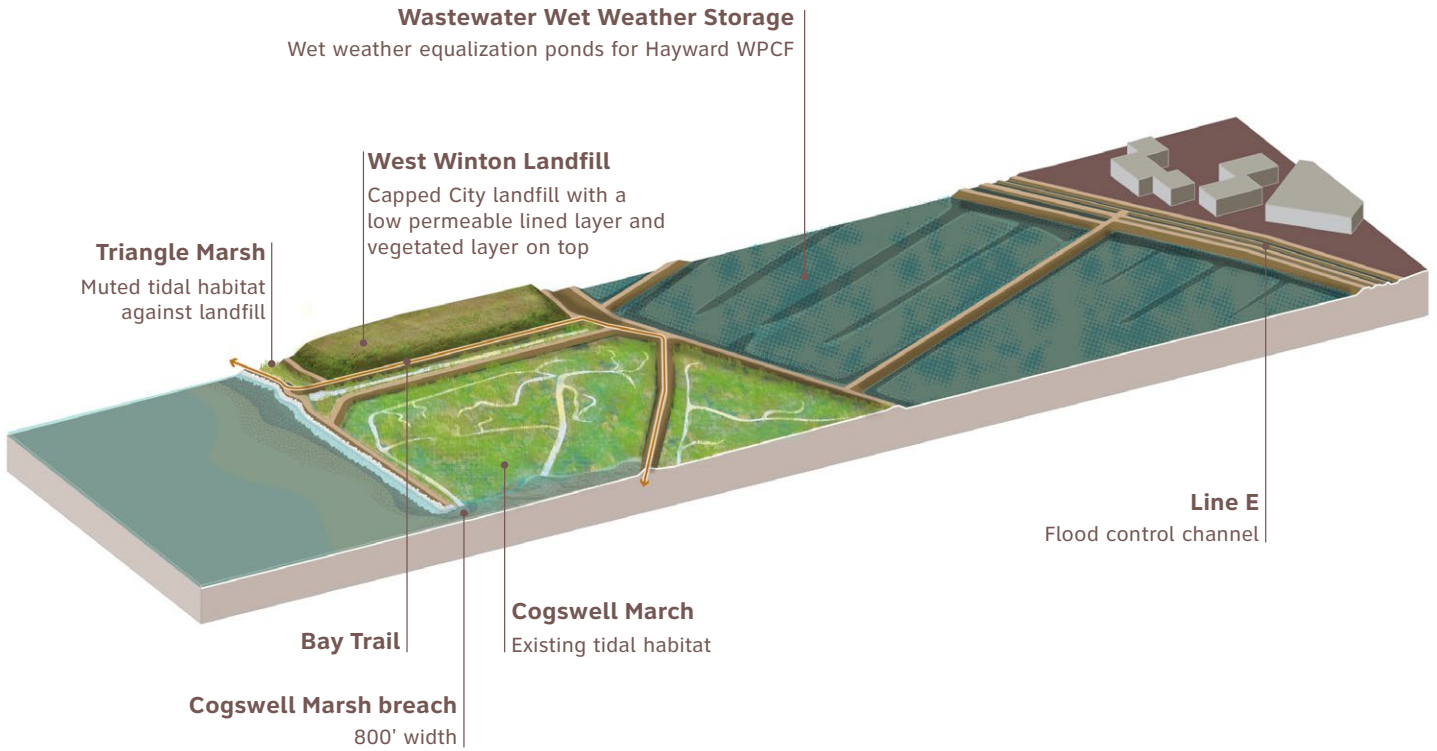 Wastewater Wet Weather Storage
Wet weather equalization ponds for Hayward WPCF
West Winton Landfill
Capped City landfill with a
low permeable lined layer and
vegetated layer on top
Triangle Marsh
Muted tidal habitat
against landfill
Line E
Flood control channel
Cogswell March
Existing tidal habitat
Bay Trail
Cogswell Marsh breach
800' width